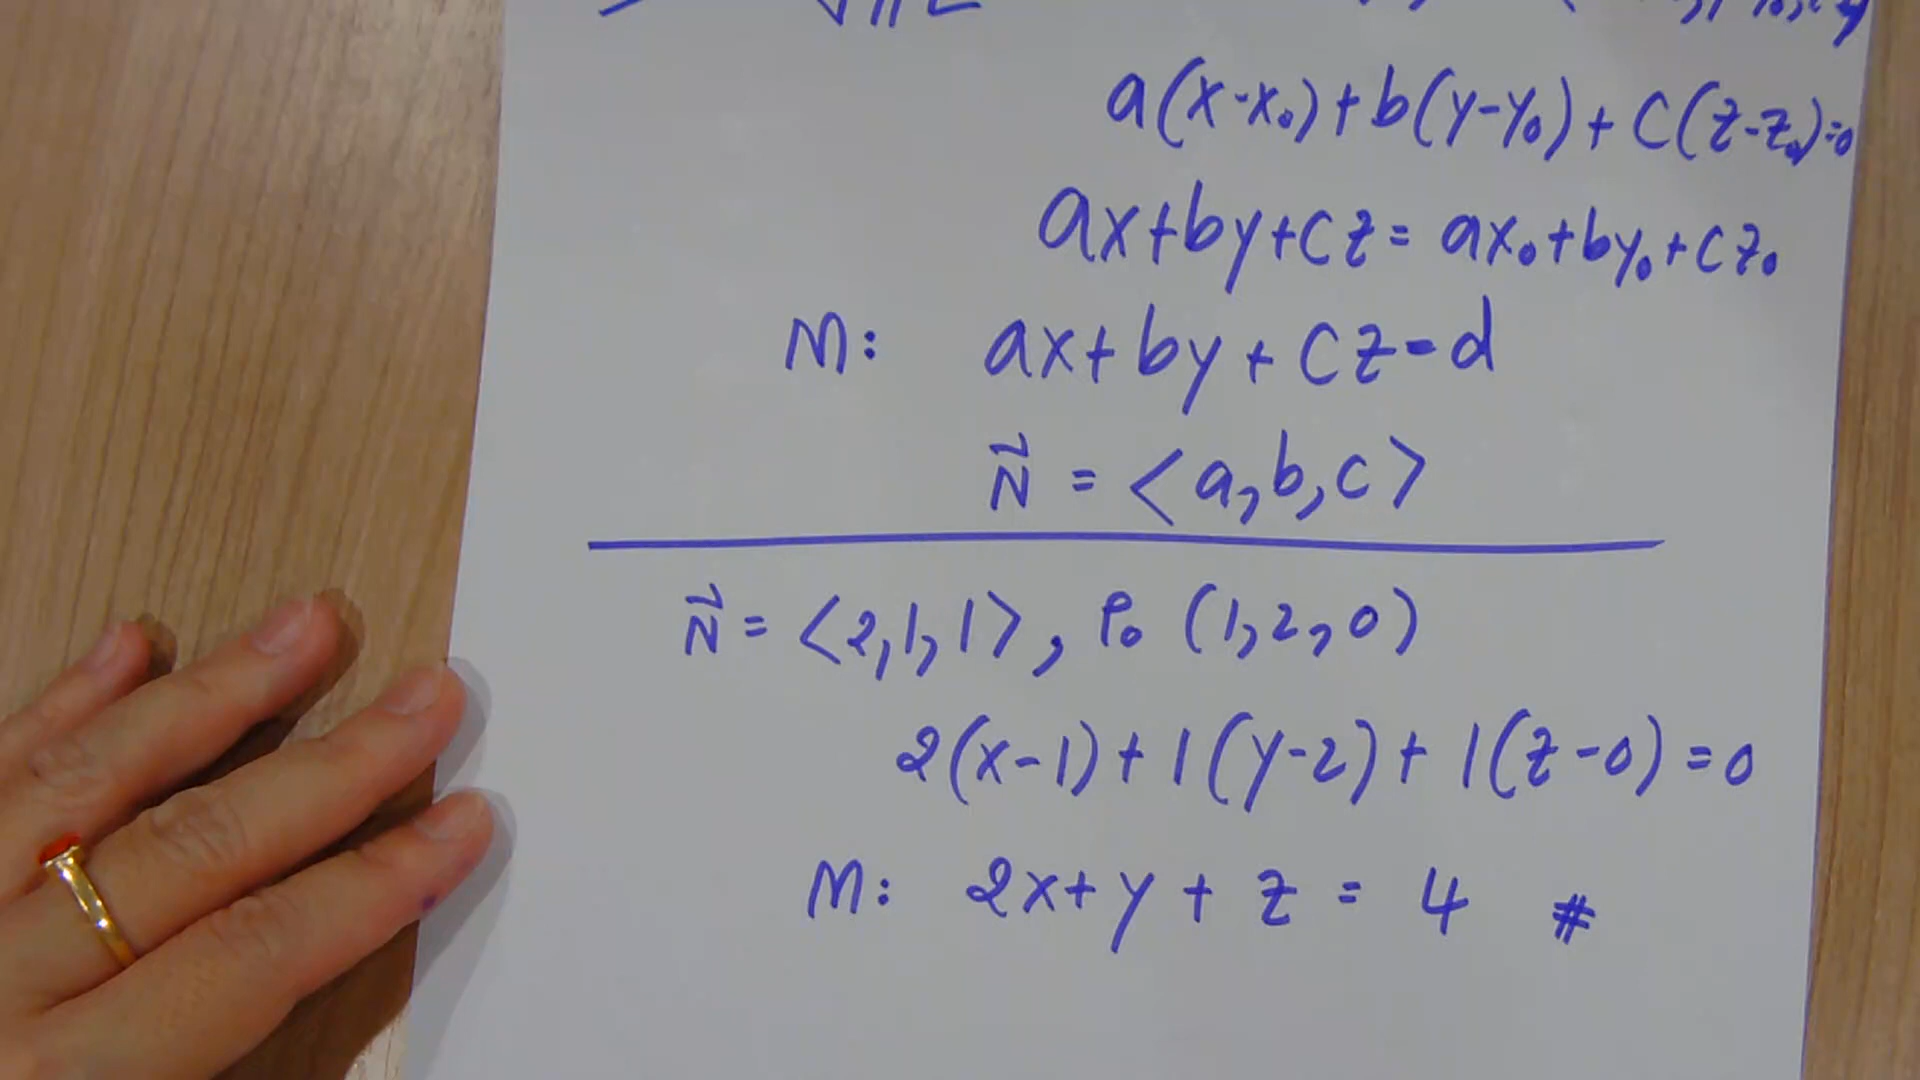 a(x-x₀)+b(y-y₀)+c(z-z₀)=0
ax+by+cz= ax₀+by₀+cz₀
M: ax+by+cz=d
N⃗ = <a,b,c>
N⃗ = <2,1,1>, P₀ (1,2,0)
2(x-1)+1(y-2)+1(z-0)=0
M: 2x+y+z = 4 #